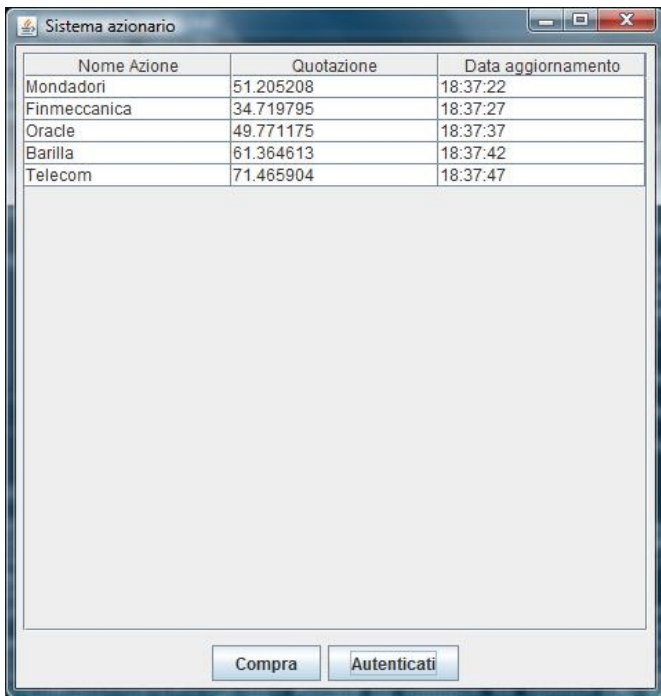 Sistema azionario
Nome Azione Quotazione Data aggiornamento
Mondadori 51.205208 18:37:22
Finmeccanica 34.719795 18:37:27
Oracle 49.771175 18:37:37
Barilla 61.364613 18:37:42
Telecom 71.465904 18:37:47
Compra Autenticati